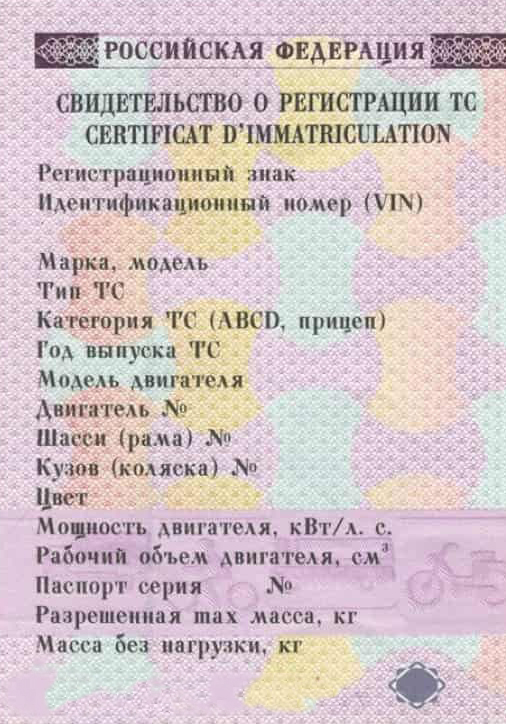 РОССИЙСКАЯ ФЕДЕРАЦИЯ
СВИДЕТЕЛЬСТВО О РЕГИСТРАЦИИ ТС
CERTIFICAT D'IMMATRICULATION
Регистрационный знак
Идентификационный номер (VIN)
Марка, модель
Тип ТС
Категория ТС (ABCD, прицеп)
Год выпуска ТС
Модель двигателя
Двигатель №
Шасси (рама) №
Кузов (коляска) №
Цвет
Мощность двигателя, кВт/л. с.
Рабочий объем двигателя, см³
Паспорт серия №
Разрешенная max масса, кг
Масса без нагрузки, кг